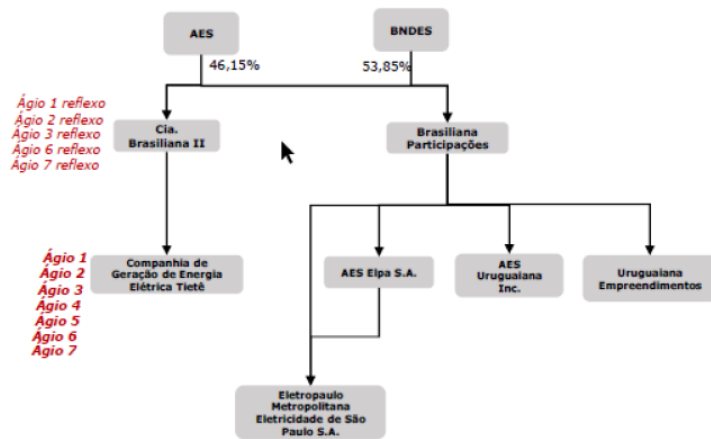 AES
BNDES
46,15%
53,85%
Ágio 1 reflexo
Ágio 2 reflexo
Ágio 3 reflexo
Ágio 6 reflexo
Ágio 7 reflexo
Cia.
Brasiliana II
Brasiliana
Participações
Ágio 1
Ágio 2
Ágio 3
Ágio 4
Ágio 5
Ágio 6
Ágio 7
Companhia de
Geração de Energia
Elétrica Tietê
AES Elpa S.A.
AES
Uruguaiana
Inc.
Uruguaiana
Empreendimentos
Eletropaulo
Metropolitana
Eletricidade de São
Paulo S.A.